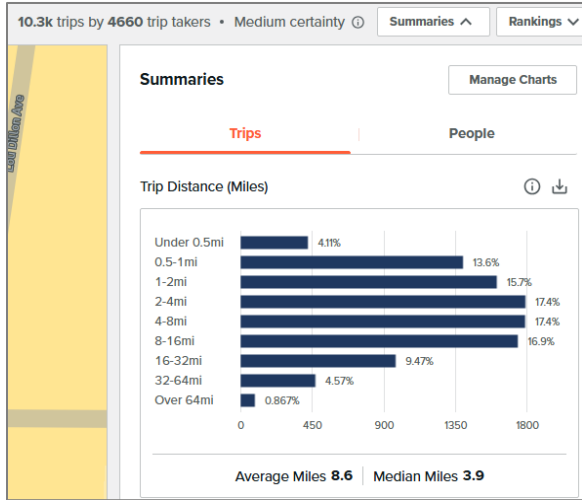 10.3k trips by 4660 trip takers • Medium certainty
Summaries
Rankings
Lou Dillon Ave
Summaries
Manage Charts
Trips
People
Trip Distance (Miles)
Under 0.5mi 4.11%
0.5-1mi 13.6%
1-2mi 15.7%
2-4mi 17.4%
4-8mi 17.4%
8-16mi 16.9%
16-32mi 9.47%
32-64mi 4.57%
Over 64mi 0.867%
0 450 900 1350 1800
Average Miles 8.6 | Median Miles 3.9